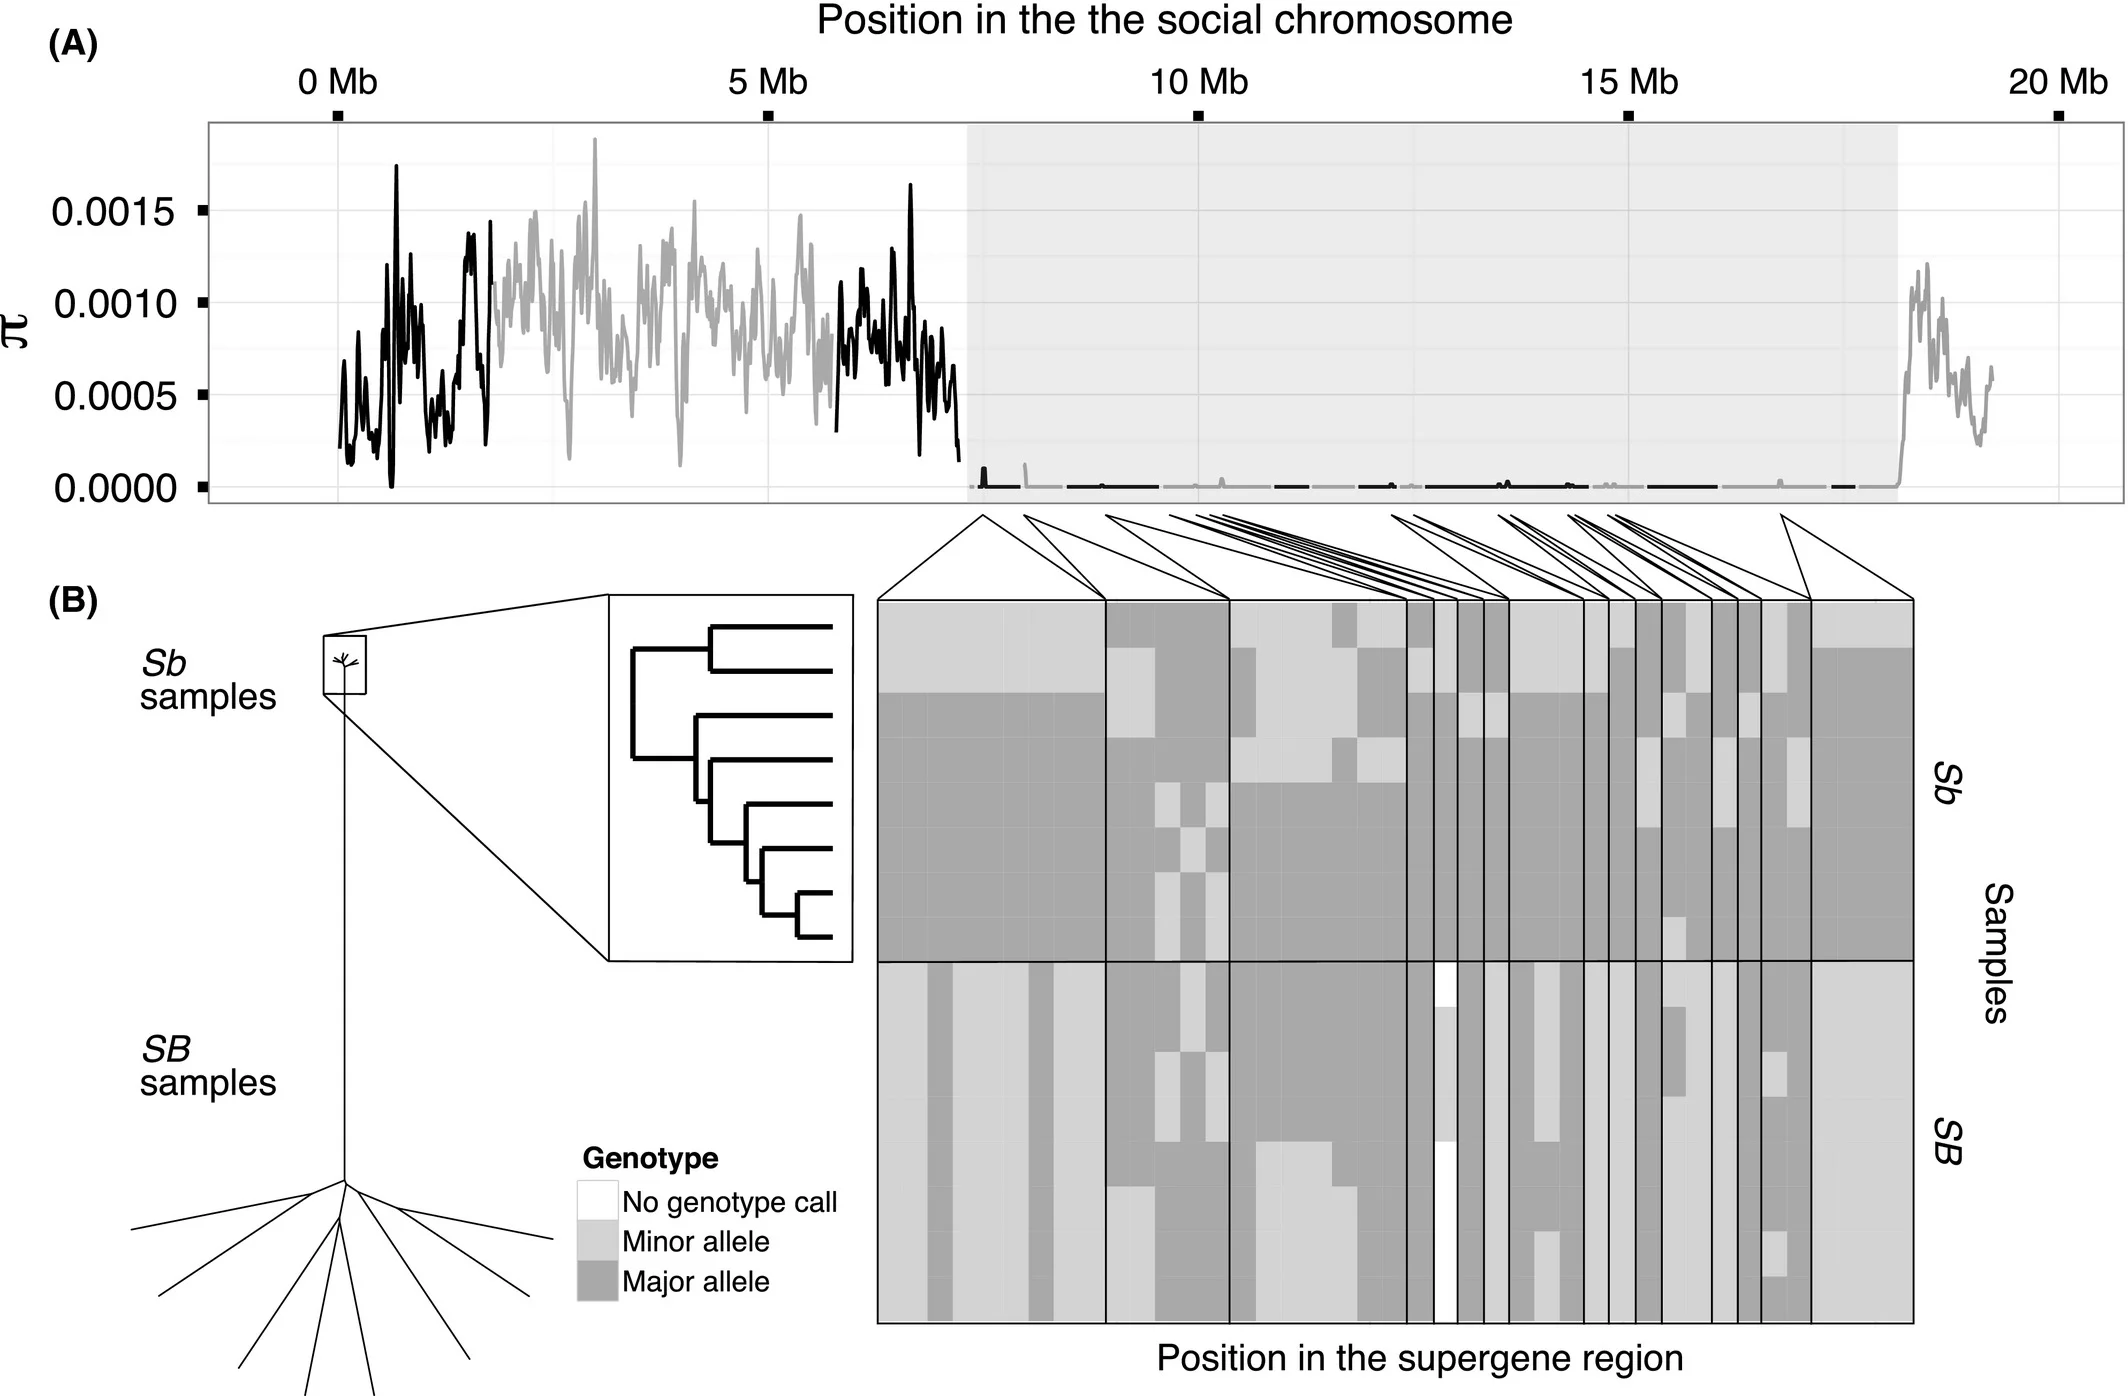 Position in the the social chromosome
(A)
0 Mb 5 Mb 10 Mb 15 Mb 20 Mb
0.0015
0.0010
0.0005
0.0000
π
(B)
Sb
samples
SB
samples
Genotype
No genotype call
Minor allele
Major allele
Sb
SB
Samples
Position in the supergene region